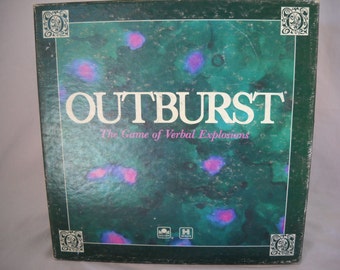 OUTBURST
The Game of Verbal Explosions